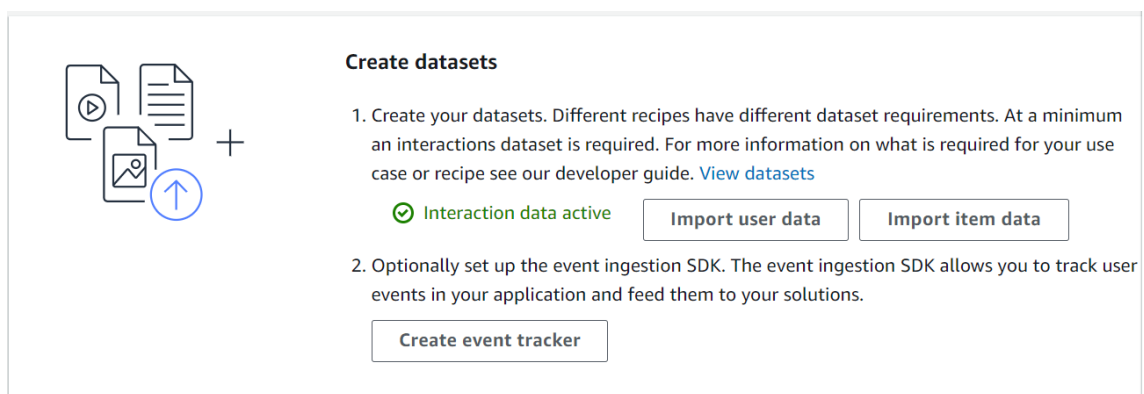 Create datasets
1. Create your datasets. Different recipes have different dataset requirements. At a minimum
an interactions dataset is required. For more information on what is required for your use
case or recipe see our developer guide. View datasets
Interaction data active Import user data Import item data
2. Optionally set up the event ingestion SDK. The event ingestion SDK allows you to track user
events in your application and feed them to your solutions.
Create event tracker